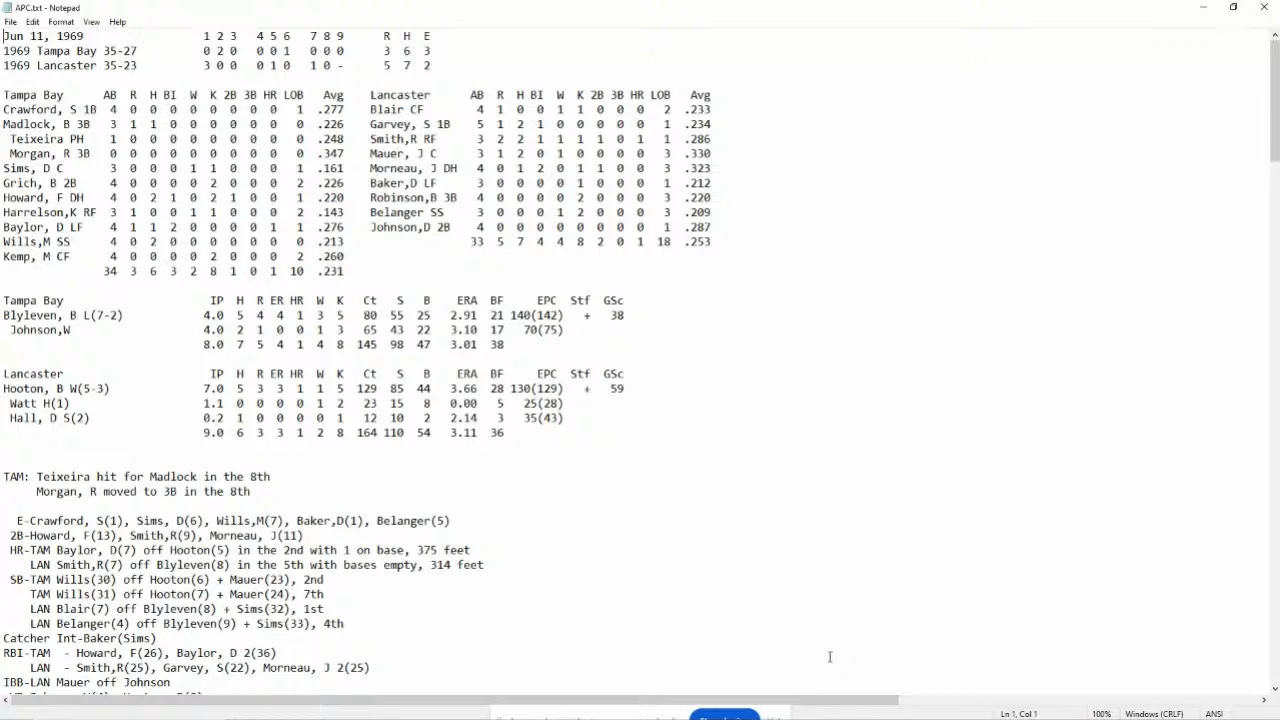 APC.txt - Notepad
File Edit Format View Help
Jun 11, 1969 1 2 3 4 5 6 7 8 9 R H E
1969 Tampa Bay 35-27 0 2 0 0 0 1 0 0 0 3 6 3
1969 Lancaster 35-23 3 0 0 0 1 0 1 0 - 5 7 2
Tampa Bay AB R H BI W K 2B 3B HR LOB Avg Lancaster AB R H BI W K 2B 3B HR LOB Avg
Crawford, S 1B 4 0 0 0 0 0 0 0 0 1 .277 Blair CF 4 1 0 0 1 1 0 0 0 2 .233
Madlock, B 3B 3 1 1 0 0 0 0 0 0 0 .226 Garvey, S 1B 5 1 2 1 0 0 0 0 0 1 .234
Teixeira PH 1 0 0 0 0 0 0 0 0 0 .248 Smith,R RF 3 2 2 1 1 1 1 0 1 1 .286
Morgan, R 3B 0 0 0 0 0 0 0 0 0 0 .347 Mauer, J C 3 1 2 0 1 0 0 0 0 3 .330
Sims, D C 3 0 0 0 1 1 0 0 0 0 .161 Morneau, J DH 4 0 1 2 0 1 1 0 0 3 .323
Grich, B 2B 4 0 0 0 0 2 0 0 0 2 .226 Baker,D LF 3 0 0 0 0 1 0 0 0 1 .212
Howard, F DH 4 0 2 1 0 2 1 0 0 0 .220 Robinson,B 3B 4 0 0 0 0 2 0 0 0 3 .220
Harrelson,K RF 3 1 0 0 1 1 0 0 0 2 .143 Belanger SS 3 0 0 0 1 2 0 0 0 3 .209
Baylor, D LF 4 1 1 2 0 0 0 0 1 1 .276 Johnson,D 2B 4 0 0 0 0 0 0 0 0 1 .287
Wills,M SS 4 0 2 0 0 0 0 0 0 0 .213 33 5 7 4 4 8 2 0 1 18 .253
Kemp, M CF 4 0 0 0 0 2 0 0 0 2 .260
34 3 6 3 2 8 1 0 1 10 .231
Tampa Bay IP H R ER HR W K Ct S B ERA BF EPC Stf GSc
Blyleven, B L(7-2) 4.0 5 4 4 1 3 5 80 55 25 2.91 21 140(142) + 38
Johnson,W 4.0 2 1 0 0 1 3 65 43 22 3.10 17 70(75)
8.0 7 5 4 1 4 8 145 98 47 3.01 38
Lancaster IP H R ER HR W K Ct S B ERA BF EPC Stf GSc
Hooton, B W(5-3) 7.0 5 3 3 1 1 5 129 85 44 3.66 28 130(129) + 59
Watt H(1) 1.1 0 0 0 0 1 2 23 15 8 0.00 5 25(28)
Hall, D S(2) 0.2 1 0 0 0 0 1 12 10 2 2.14 3 35(43)
9.0 6 3 3 1 2 8 164 110 54 3.11 36
TAM: Teixeira hit for Madlock in the 8th
Morgan, R moved to 3B in the 8th
E-Crawford, S(1), Sims, D(6), Wills,M(7), Baker,D(1), Belanger(5)
2B-Howard, F(13), Smith,R(9), Morneau, J(11)
HR-TAM Baylor, D(7) off Hooton(5) in the 2nd with 1 on base, 375 feet
LAN Smith,R(7) off Blyleven(8) in the 5th with bases empty, 314 feet
SB-TAM Wills(30) off Hooton(6) + Mauer(23), 2nd
TAM Wills(31) off Hooton(7) + Mauer(24), 7th
LAN Blair(7) off Blyleven(8) + Sims(32), 1st
LAN Belanger(4) off Blyleven(9) + Sims(33), 4th
Catcher Int-Baker(Sims)
RBI-TAM - Howard, F(26), Baylor, D 2(36)
LAN - Smith,R(25), Garvey, S(22), Morneau, J 2(25)
IBB-LAN Mauer off Johnson
Ln 1, Col 1 100% Windows (CRLF) ANSI